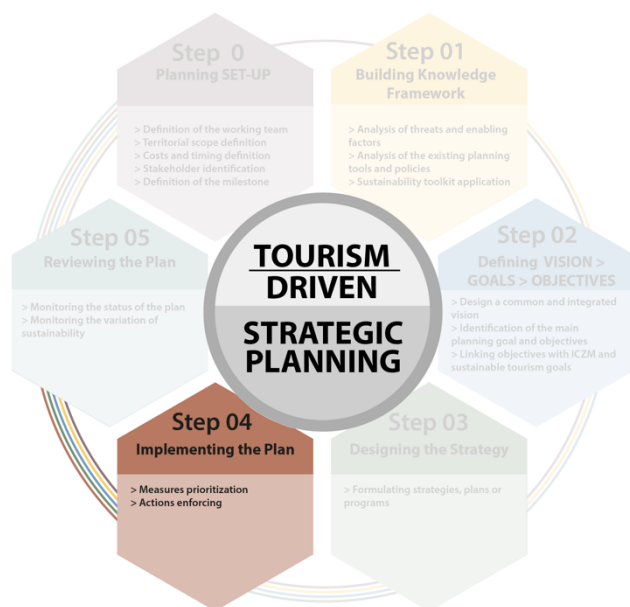 Step 0
Planning SET-UP
> Definition of the working team
> Territorial scope definition
> Costs and timing definition
> Stakeholder identification
> Definition of the milestone
Step 01
Building Knowledge
Framework
> Analysis of threats and enabling
factors
> Analysis of the existing planning
tools and policies
> Sustainability toolkit application
Step 05
Reviewing the Plan
> Monitoring the status of the plan
> Monitoring the variation of
sustainability
TOURISM
DRIVEN
STRATEGIC
PLANNING
Step 02
Defining VISION >
GOALS > OBJECTIVES
> Design a common and integrated
vision
> Identification of the main
planning goal and objectives
> Linking objectives with ICZM and
sustainable tourism goals
Step 04
Implementing the Plan
> Measures prioritization
> Actions enforcing
Step 03
Designing the Strategy
> Formulating strategies, plans or
programs